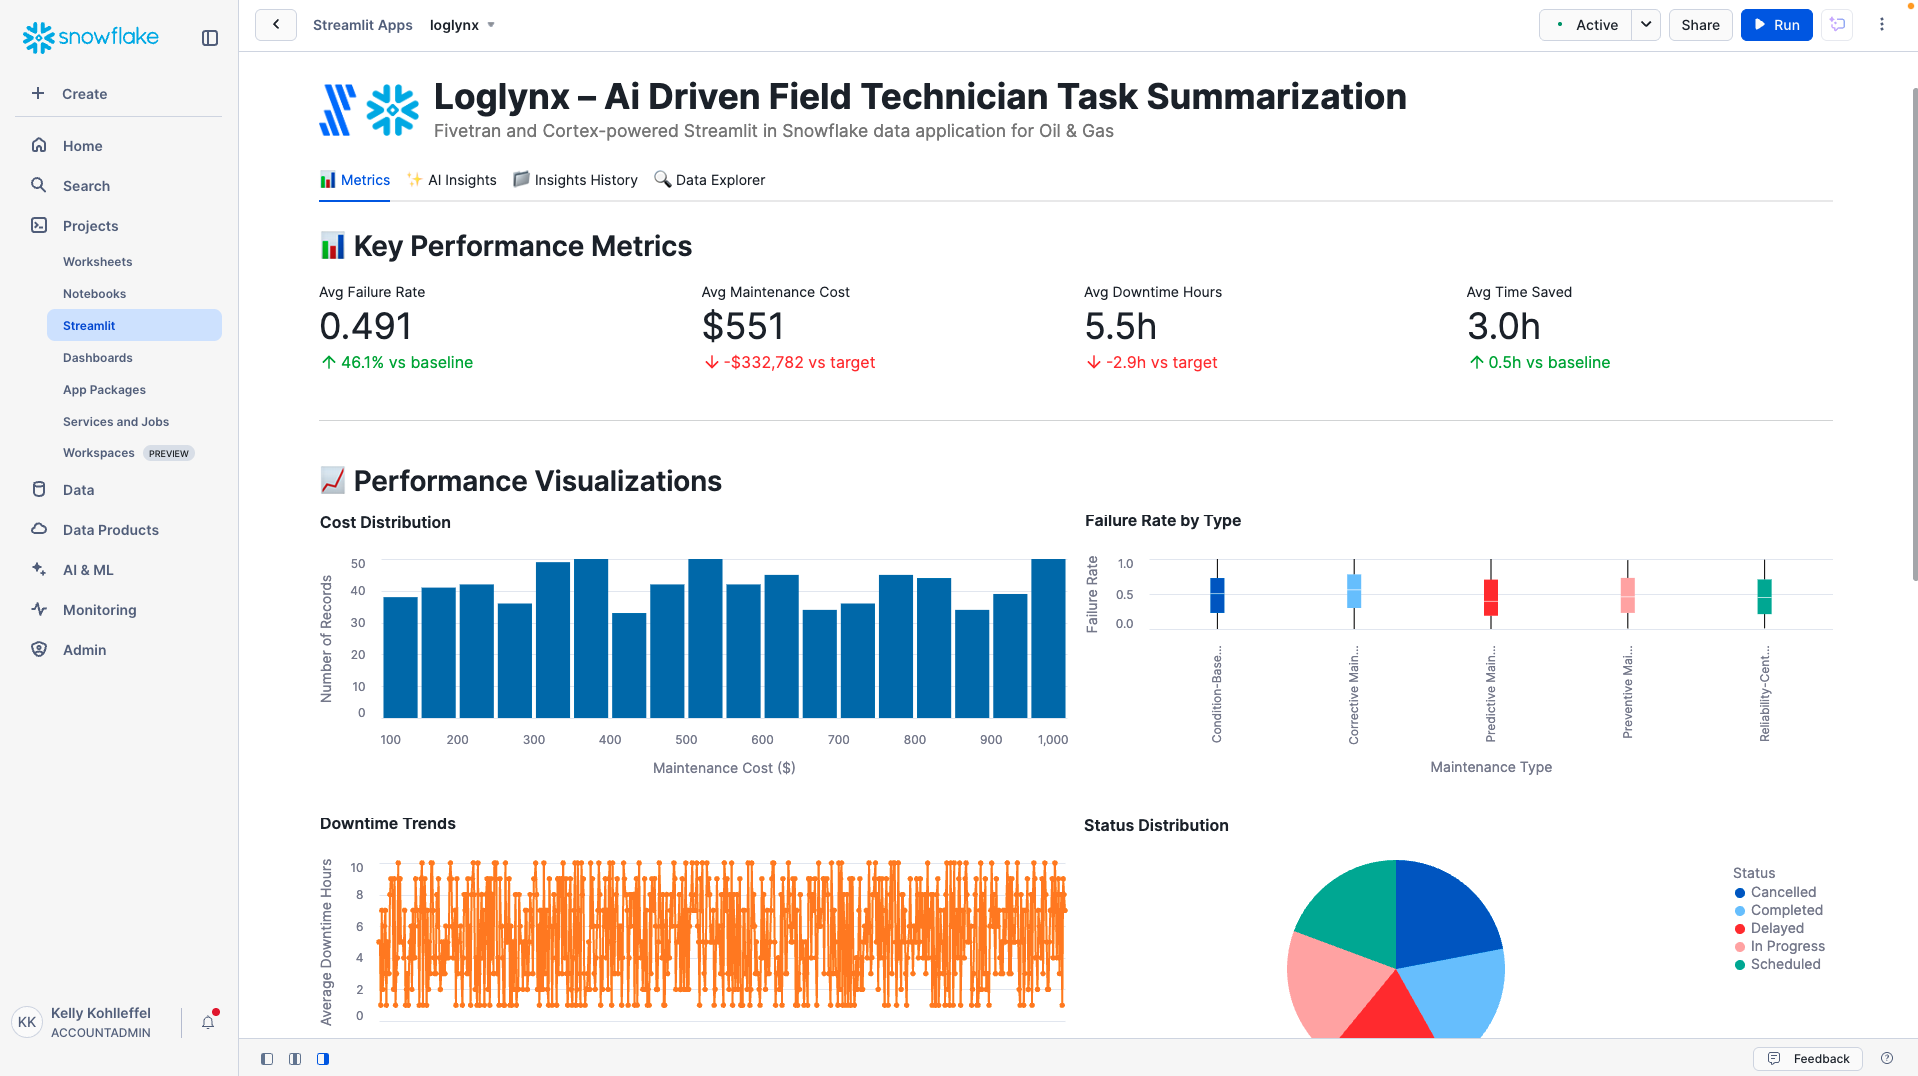 snowflake
Create
Home
Search
Projects
Worksheets
Notebooks
Streamlit
Dashboards
App Packages
Services and Jobs
Workspaces PREVIEW
Data
Data Products
AI & ML
Monitoring
Admin
KK
Kelly Kohlleffel
ACCOUNTADMIN
Streamlit Apps loglynx
Active
Share
Run
Loglynx – Ai Driven Field Technician Task Summarization
Fivetran and Cortex-powered Streamlit in Snowflake data application for Oil & Gas
Metrics
AI Insights
Insights History
Data Explorer
Key Performance Metrics
Avg Failure Rate
0.491
46.1% vs baseline
Avg Maintenance Cost
$551
-$332,782 vs target
Avg Downtime Hours
5.5h
-2.9h vs target
Avg Time Saved
3.0h
0.5h vs baseline
Performance Visualizations
Cost Distribution
Number of Records
50
40
30
20
10
0
100 200 300 400 500 600 700 800 900 1,000
Maintenance Cost ($)
Failure Rate by Type
Failure Rate
1.0
0.5
0.0
Condition-Base...
Corrective Main...
Predictive Main...
Preventive Mai...
Reliability-Cent...
Maintenance Type
Downtime Trends
Average Downtime Hours
10
8
6
4
2
0
Status Distribution
Status
Cancelled
Completed
Delayed
In Progress
Scheduled
Feedback